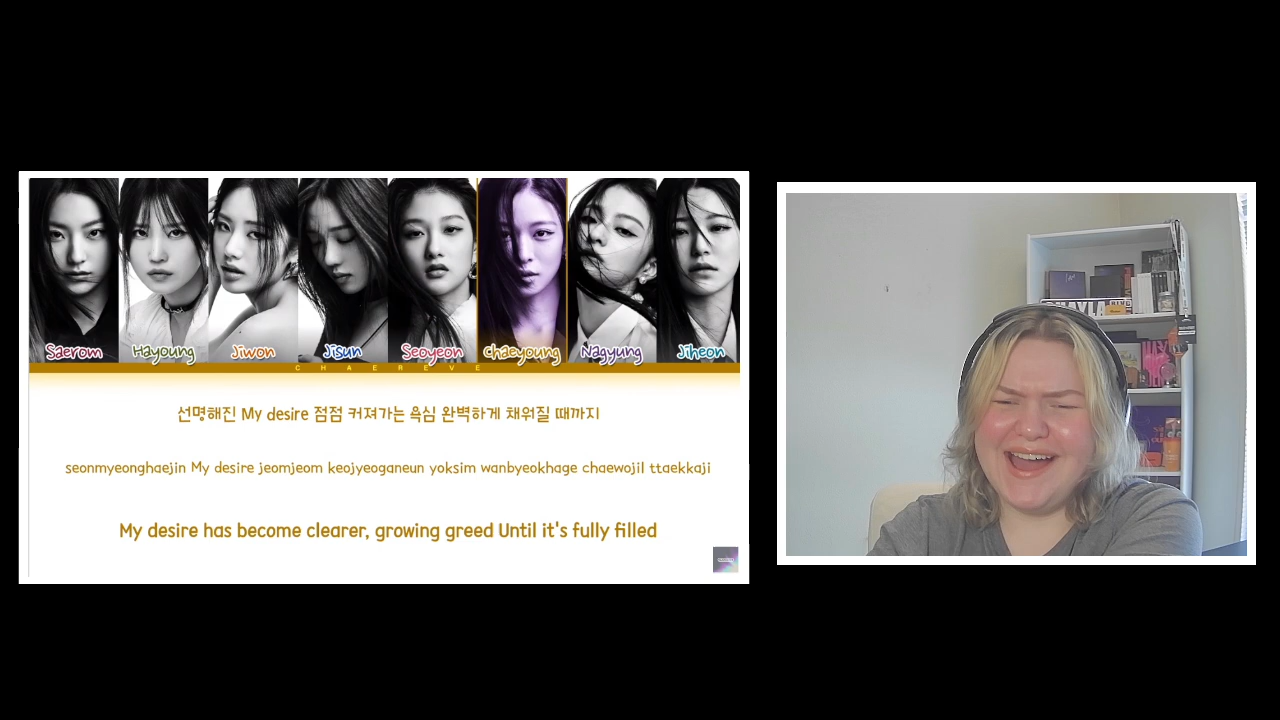 Saerom
Hayoung
Jiwon
Jisun
Seoyeon
Chaeyoung
Nagyung
Jiheon
CHAEREVE
선명해진 My desire 점점 커져가는 욕심 완벽하게 채워질 때까지
seonmyeonghaejin My desire jeomjeom keojyeoganeun yoksim wanbyeokhage chaewojil ttaekkaji
My desire has become clearer, growing greed Until it's fully filled